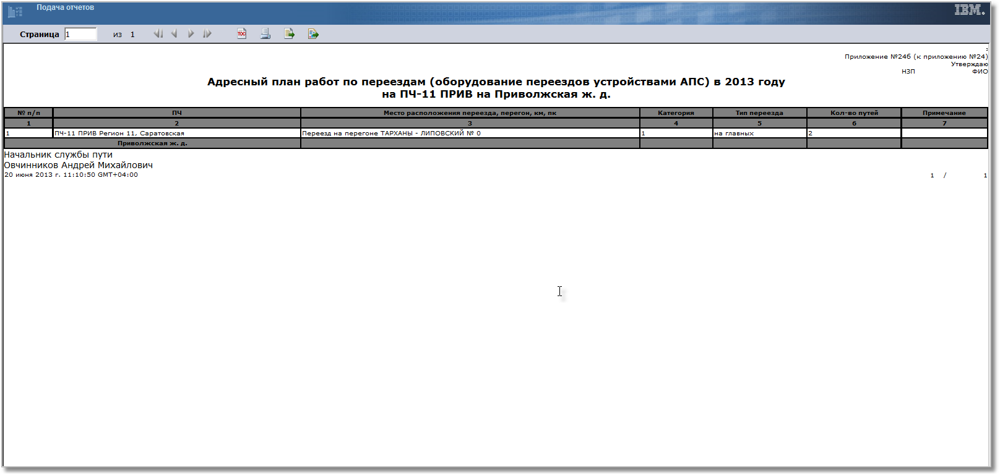 Подача отчетов
IBM.
Страница 1 из 1
TOC
:
Приложение №24б (к приложению №24)
Утверждаю
НЗП ФИО
Адресный план работ по переездам (оборудование переездов устройствами АПС) в 2013 году
на ПЧ-11 ПРИВ на Приволжская ж. д.
№ п/п ПЧ Место расположения переезда, перегон, км, пк Категория Тип переезда Кол-во путей Примечание
1 2 3 4 5 6 7
1 ПЧ-11 ПРИВ Регион 11, Саратовская Переезд на перегоне ТАРХАНЫ - ЛИПОВСКИЙ № 0 1 на главных 2
Приволжская ж. д.
Начальник службы пути
Овчинников Андрей Михайлович
20 июня 2013 г. 11:10:50 GMT+04:00 1 / 1